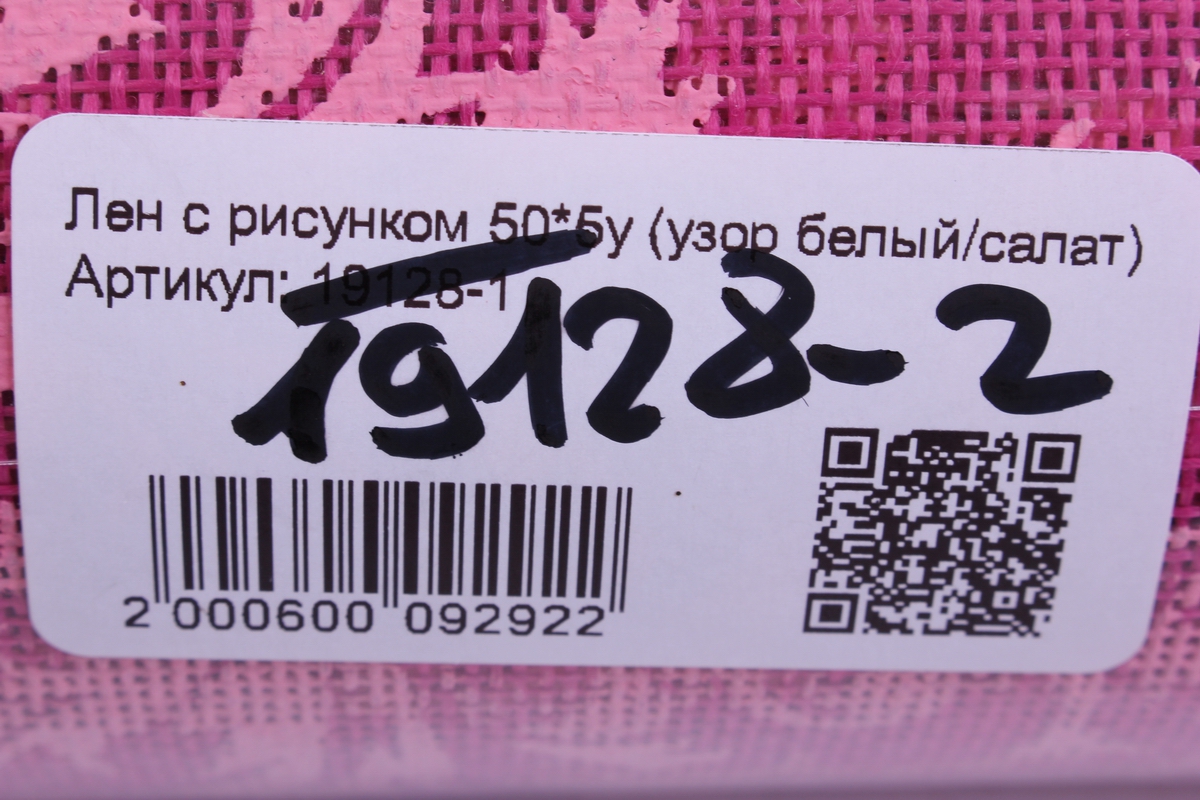 Лен с рисунком 50*5у (узор белый/салат)
Артикул: 19128-1
19128-2
2 000600 092922